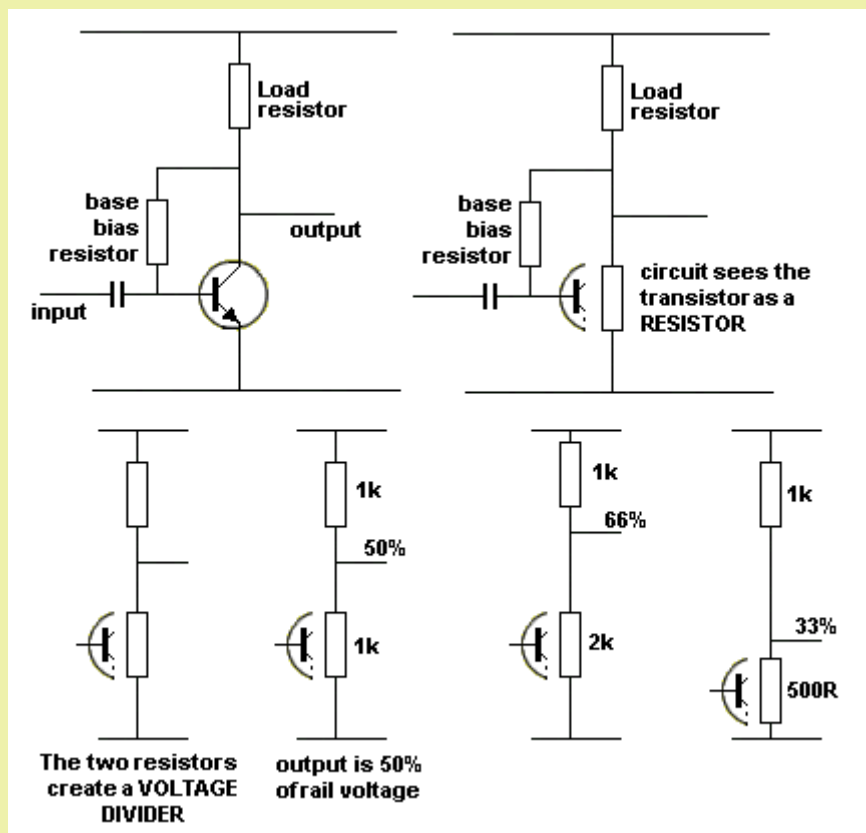 Load
resistor
base
bias
resistor
output
input
Load
resistor
base
bias
resistor
circuit sees the
transistor as a
RESISTOR
1k
50%
1k
1k
66%
2k
1k
33%
500R
The two resistors
create a VOLTAGE
DIVIDER
output is 50%
of rail voltage